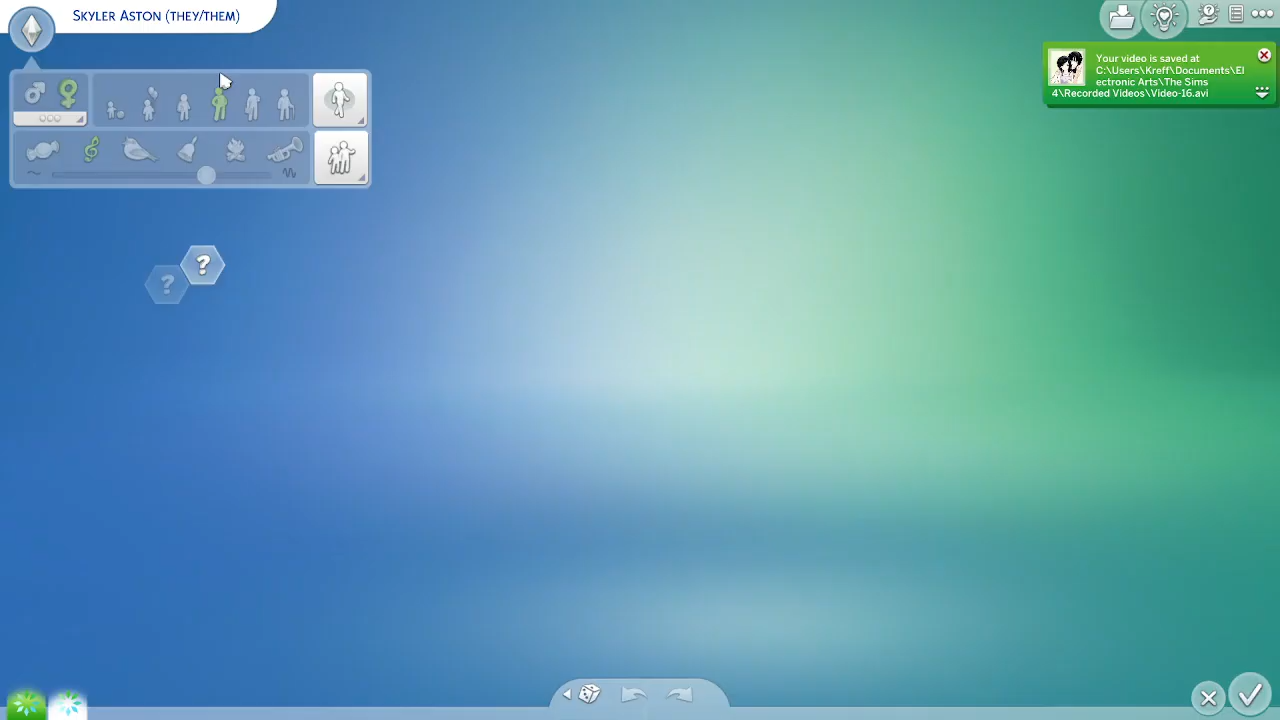 SKYLER ASTON (THEY/THEM)
Your video is saved at
C:\Users\Kreff\Documents\El
ectronic Arts\The Sims
4\Recorded Videos\Video-16.avi
?
?